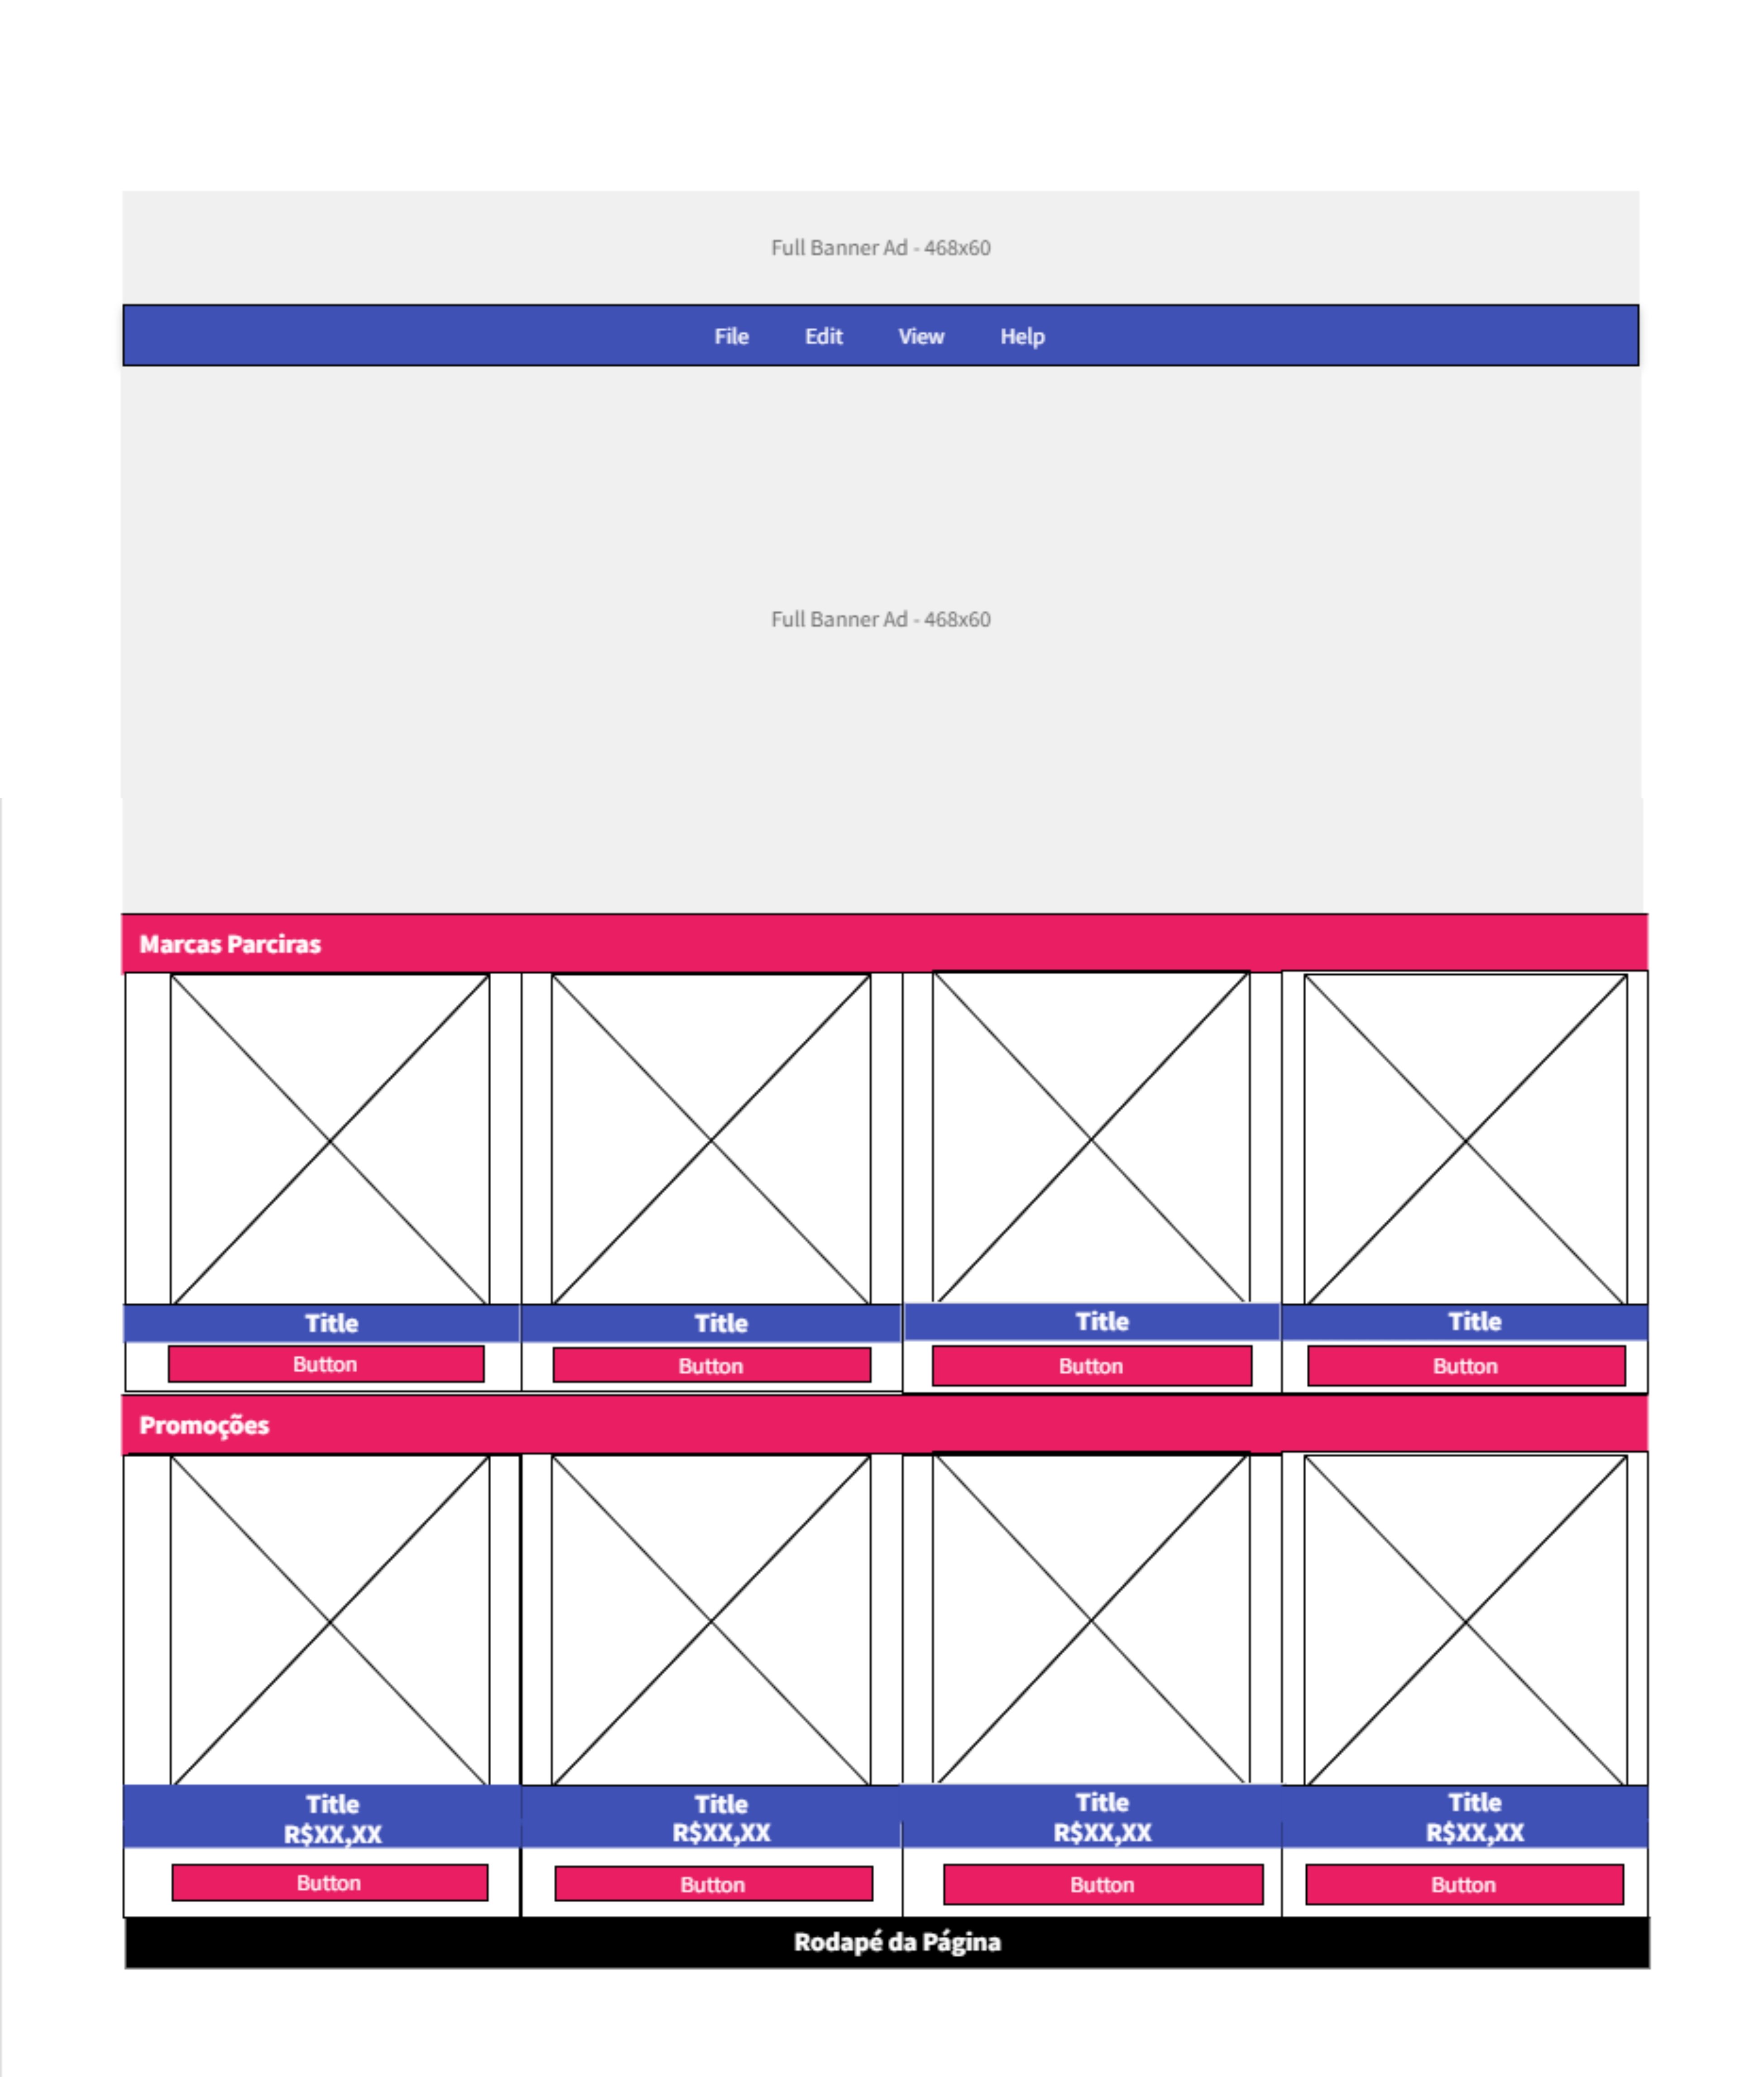 Full Banner Ad - 468x60
File Edit View Help
Full Banner Ad - 468x60
Marcas Parciras
Title Title Title Title
Button Button Button Button
Promoções
Title Title Title Title
R$XX,XX R$XX,XX R$XX,XX R$XX,XX
Button Button Button Button
Rodapé da Página